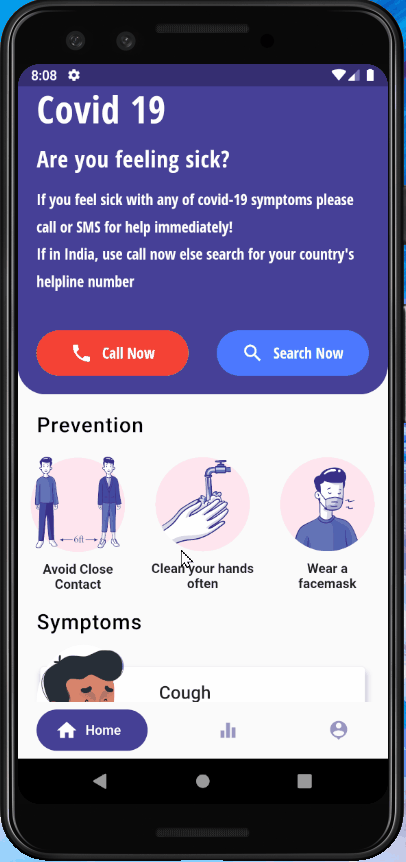 8:08
Covid 19
Are you feeling sick?
If you feel sick with any of covid-19 symptoms please
call or SMS for help immediately!
If in India, use call now else search for your country's
helpline number
Call Now
Search Now
Prevention
6ft
Avoid Close
Contact
Clean your hands
often
Wear a
facemask
Symptoms
Cough
Home